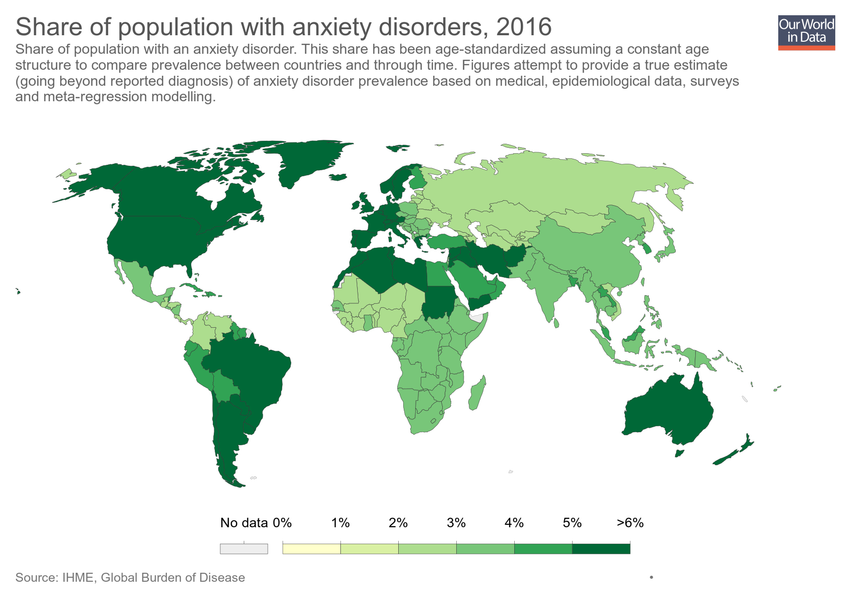 Share of population with anxiety disorders, 2016
Our World
in Data
Share of population with an anxiety disorder. This share has been age-standardized assuming a constant age
structure to compare prevalence between countries and through time. Figures attempt to provide a true estimate
(going beyond reported diagnosis) of anxiety disorder prevalence based on medical, epidemiological data, surveys
and meta-regression modelling.
No data 0% 1% 2% 3% 4% 5% >6%
Source: IHME, Global Burden of Disease